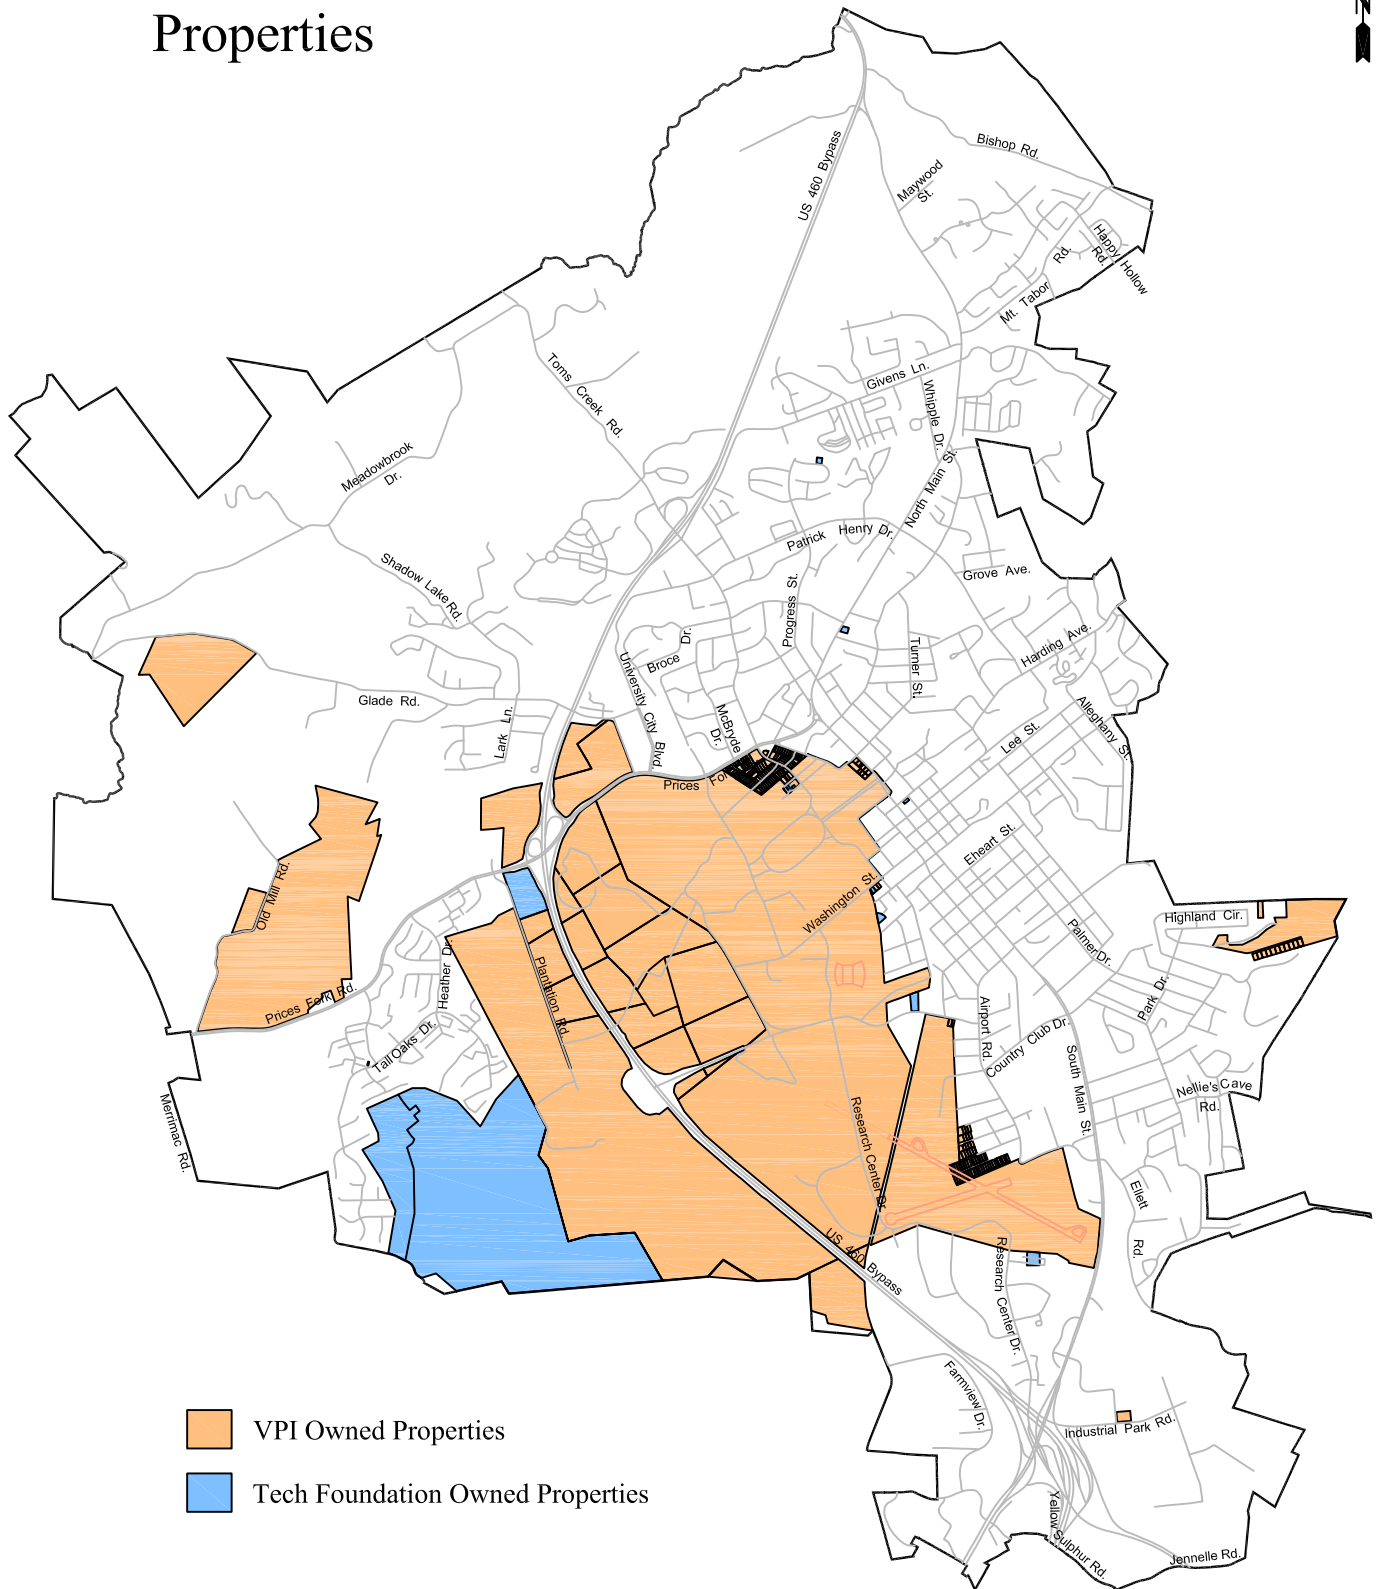 Properties
N
Bishop Rd.
US 460 Bypass
Maywood
St.
Happy Hollow
Rd.
Mt. Tabor
Rd.
Toms Creek Rd.
Givens Ln.
Whipple Dr.
Meadowbrook
Dr.
North Main St.
Patrick Henry Dr.
Shadow Lake Rd.
Grove Ave.
Progress St.
Harding Ave.
Broce
Dr.
University City Blvd.
Turner St.
Glade Rd.
Lark Ln.
McBryde
Dr.
Alleghany St.
Lee St.
Prices For
Eheart St.
Old Mill Rd.
Washington St.
Highland Cir.
Palmer Dr.
Heather Dr.
Plantation Rd.
Prices Fork Rd.
Park Dr.
Airport Rd.
Country Club Dr.
Tall Oaks Dr.
South Main St.
Nellie's Cave
Rd.
Merrimac Rd.
Research Center Dr.
Ellett
Rd.
US 460 Bypass
Research Center Dr.
Farmview Dr.
Industrial Park Rd.
VPI Owned Properties
Tech Foundation Owned Properties
Yellow Sulphur Rd.
Jennelle Rd.